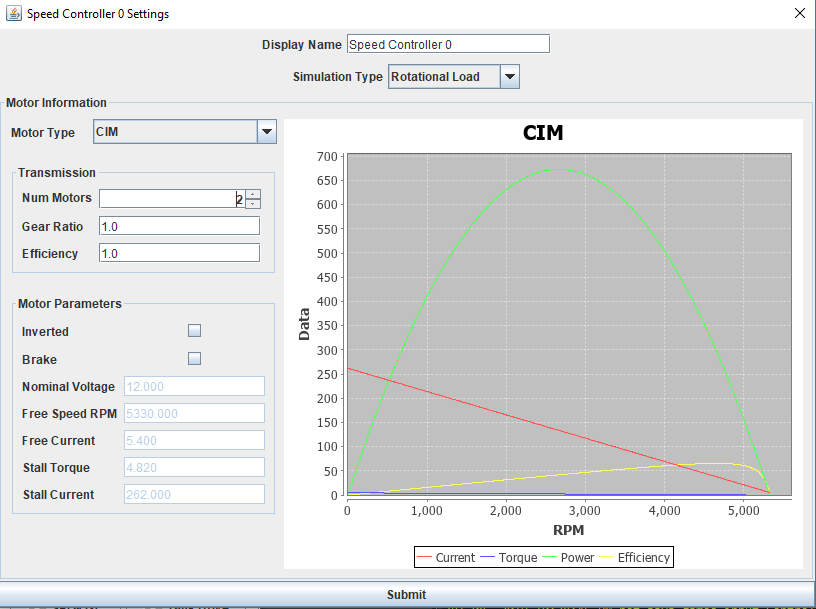 Speed Controller 0 Settings
Display Name Speed Controller 0
Simulation Type Rotational Load
Motor Information
Motor Type CIM
Transmission
Num Motors 2
Gear Ratio 1.0
Efficiency 1.0
Motor Parameters
Inverted
Brake
Nominal Voltage 12.000
Free Speed RPM 5330.000
Free Current 5.400
Stall Torque 4.820
Stall Current 262.000
CIM
700
650
600
550
500
450
400
350
300
250
200
150
100
50
0
Data
0 1,000 2,000 3,000 4,000 5,000
RPM
Current Torque Power Efficiency
Submit